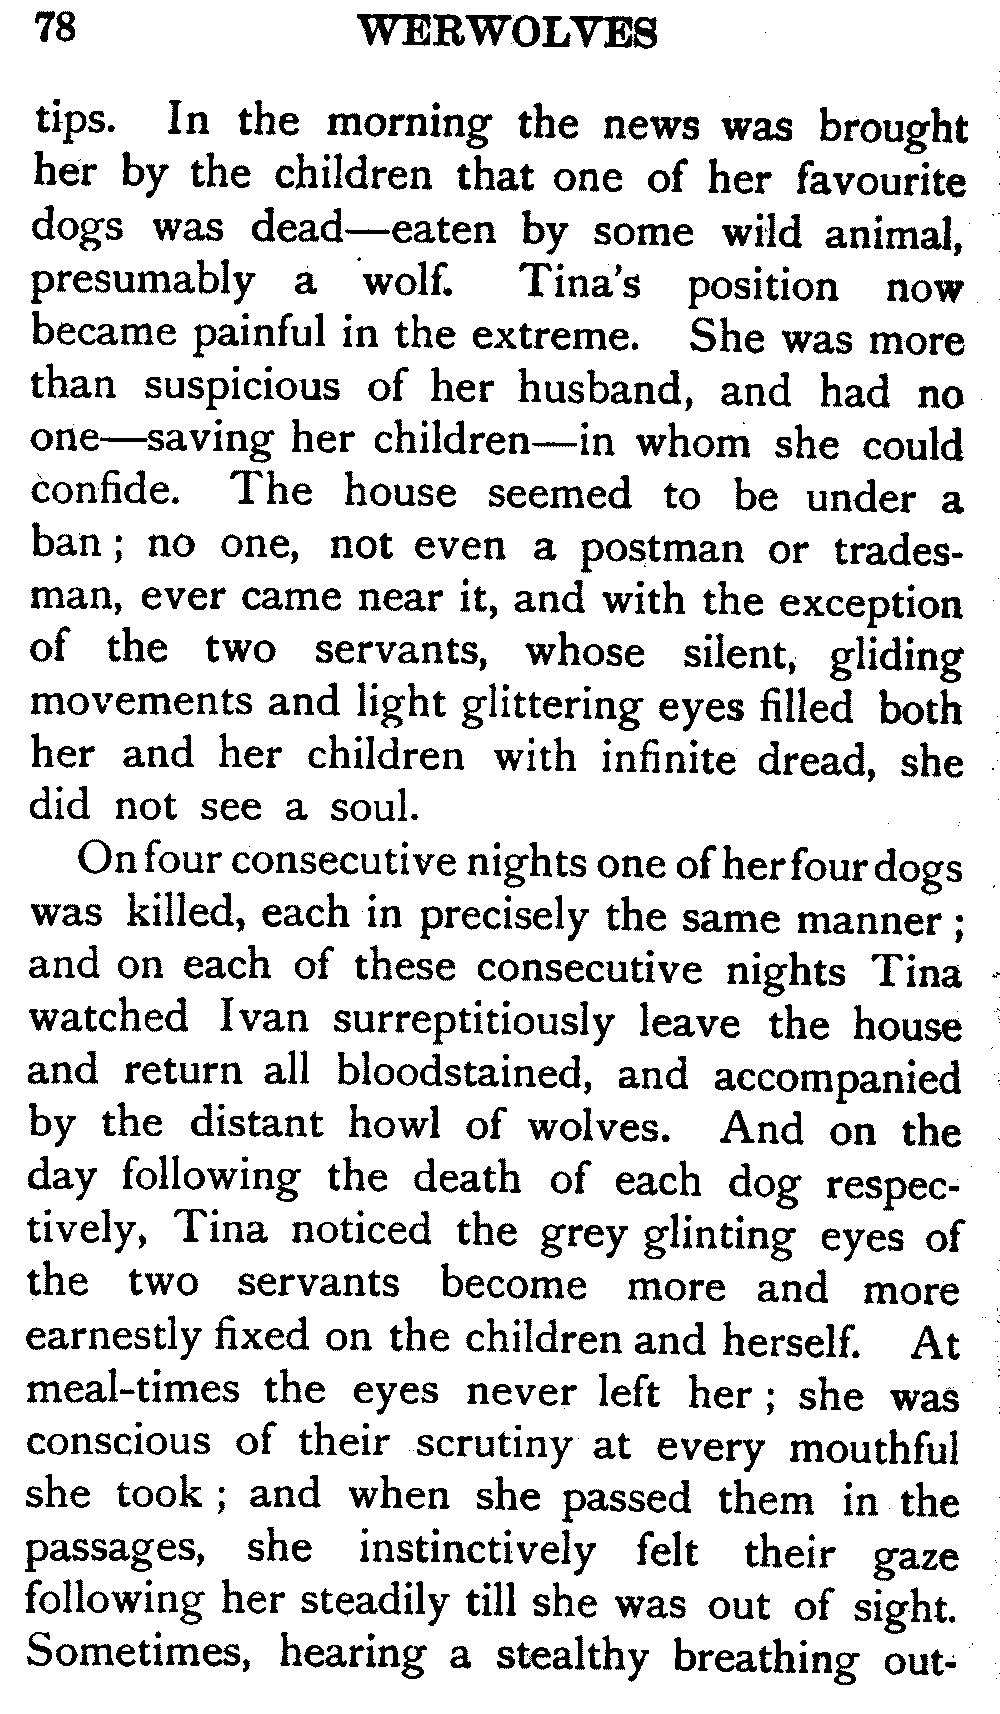 78 WERWOLVES
tips. In the morning the news was brought
her by the children that one of her favourite
dogs was dead—eaten by some wild animal,
presumably a wolf. Tina's position now
became painful in the extreme. She was more
than suspicious of her husband, and had no
one—saving her children—in whom she could
confide. The house seemed to be under a
ban ; no one, not even a postman or trades-
man, ever came near it, and with the exception
of the two servants, whose silent, gliding
movements and light glittering eyes filled both
her and her children with infinite dread, she
did not see a soul.
On four consecutive nights one of her four dogs
was killed, each in precisely the same manner ;
and on each of these consecutive nights Tina
watched Ivan surreptitiously leave the house
and return all bloodstained, and accompanied
by the distant howl of wolves. And on the
day following the death of each dog respec-
tively, Tina noticed the grey glinting eyes of
the two servants become more and more
earnestly fixed on the children and herself. At
meal-times the eyes never left her ; she was
conscious of their scrutiny at every mouthful
she took ; and when she passed them in the
passages, she instinctively felt their gaze
following her steadily till she was out of sight.
Sometimes, hearing a stealthy breathing out-